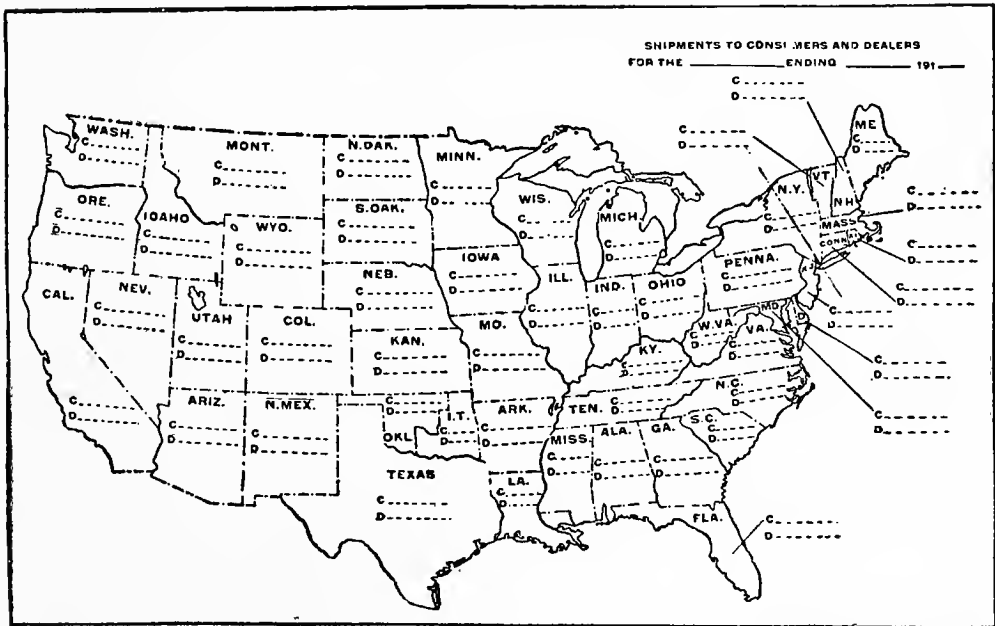 SHIPMENTS TO CONSUMERS AND DEALERS
FOR THE ENDING 191
C
D
C
D
WASH.
C
D
MONT.
C
D
N.DAK.
C
D
MINN.
C
D
ME
C
D
ORE.
C
D
IDAHO
C
D
WYO.
C
D
S.DAK.
C
D
WIS.
C
D
MICH.
C
D
N.Y.
C
D
VT.
N.H.
MASS
CONN
C
D
C
D
C
D
C
D
CAL.
C
D
NEV.
C
D
UTAH
C
D
COL.
C
D
NEB.
C
D
IOWA
C
D
ILL.
C
D
IND.
C
D
OHIO
C
D
PENNA.
C
D
MD.
KAN.
C
D
MO.
C
D
KY.
C
W.VA.
C
D
VA.
C
D
C
D
C
D
ARIZ.
C
D
N.MEX.
C
D
OKL.
C
D
I.T.
C
D
ARK.
C
D
TEN.
C
D
N.C.
C
D
S.C.
C
D
TEXAS
C
D
LA.
C
D
MISS.
C
D
ALA.
C
D
GA.
C
D
FLA.
C
D